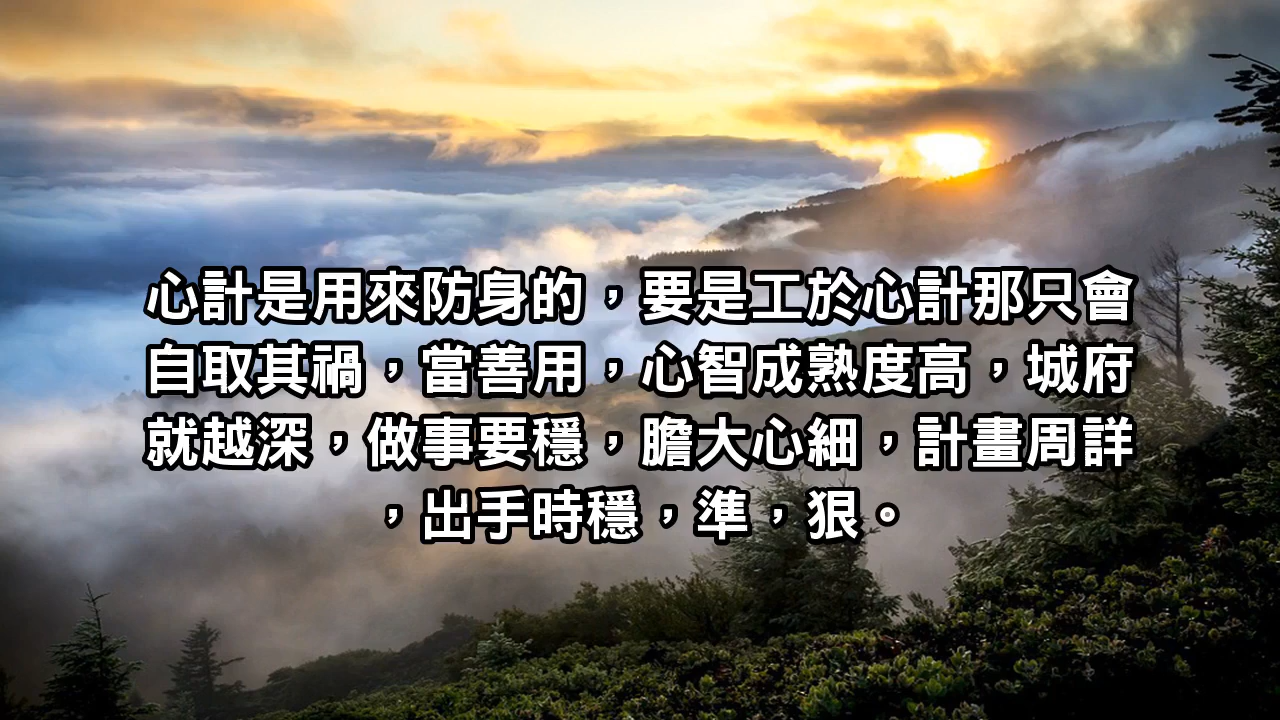 心計是用來防身的，要是工於心計那只會
自取其禍，當善用，心智成熟度高，城府
就越深，做事要穩，膽大心細，計畫周詳
，出手時穩，準，狠。